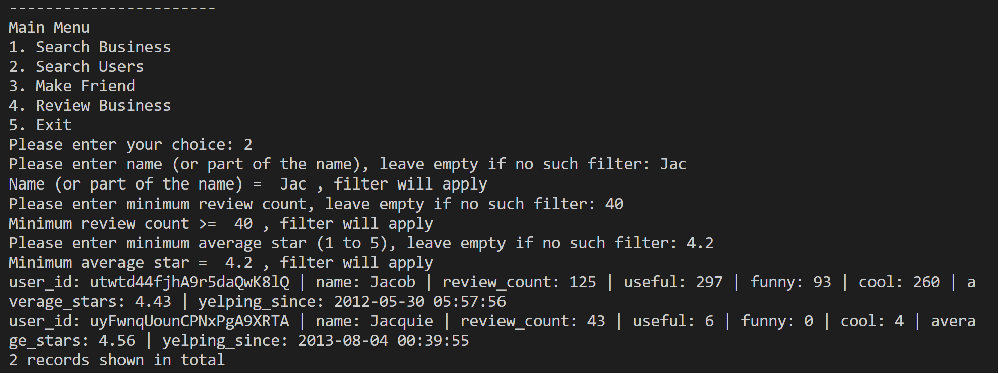 -----------------------
Main Menu
1. Search Business
2. Search Users
3. Make Friend
4. Review Business
5. Exit
Please enter your choice: 2
Please enter name (or part of the name), leave empty if no such filter: Jac
Name (or part of the name) =  Jac , filter will apply
Please enter minimum review count, leave empty if no such filter: 40
Minimum review count >=  40 , filter will apply
Please enter minimum average star (1 to 5), leave empty if no such filter: 4.2
Minimum average star =  4.2 , filter will apply
user_id: utwtd44fjhA9r5daQwK8lQ | name: Jacob | review_count: 125 | useful: 297 | funny: 93 | cool: 260 | a
verage_stars: 4.43 | yelping_since: 2012-05-30 05:57:56
user_id: uyFwnqUounCPNxPgA9XRTA | name: Jacquie | review_count: 43 | useful: 6 | funny: 0 | cool: 4 | avera
ge_stars: 4.56 | yelping_since: 2013-08-04 00:39:55
2 records shown in total